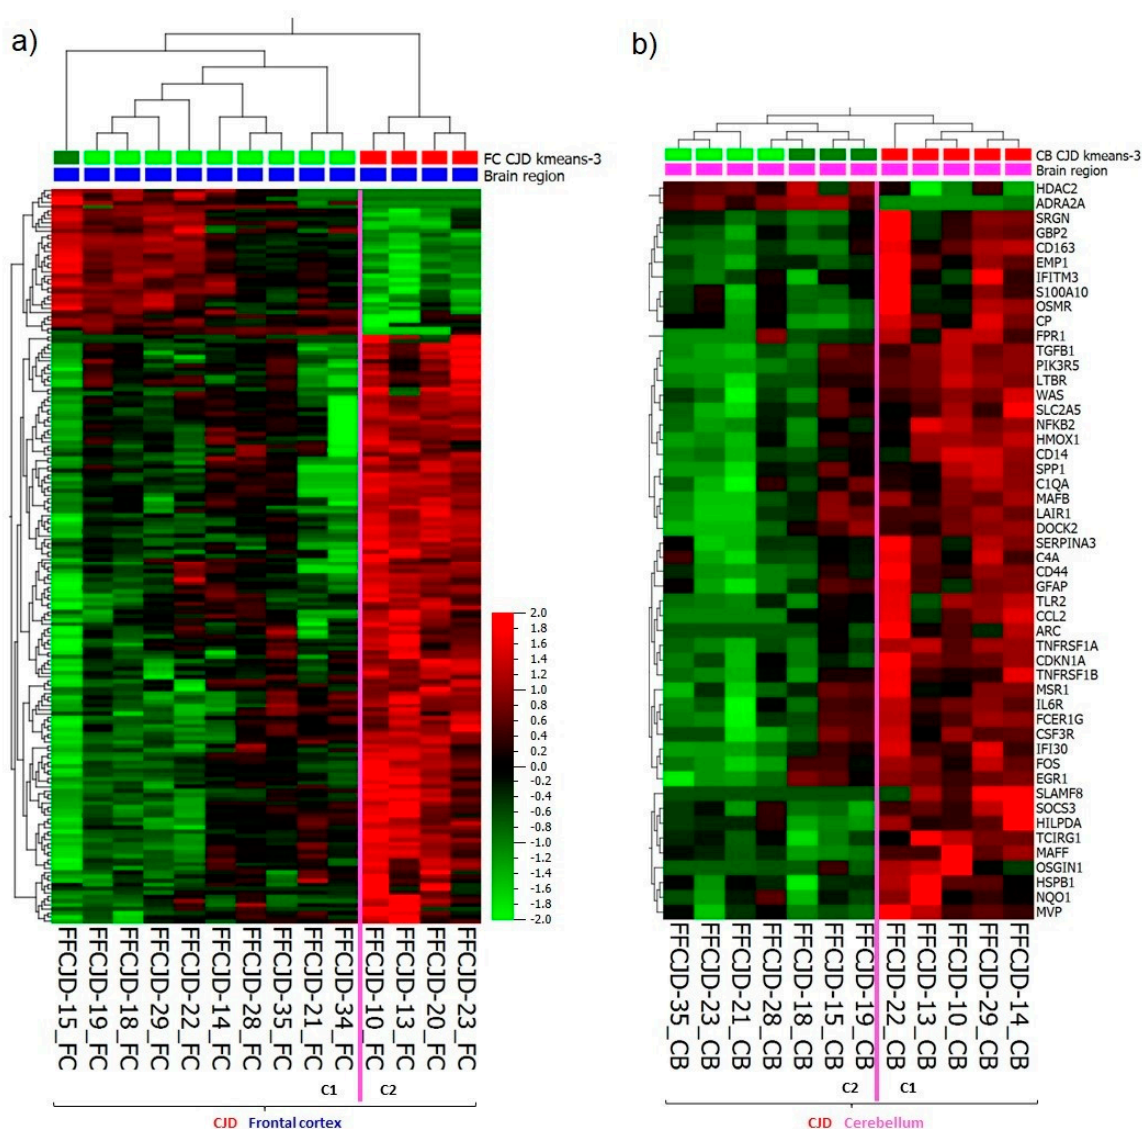 a)
FC CJD kmeans-3
Brain region
2.0
1.8
1.6
1.4
1.2
1.0
0.8
0.6
0.4
0.2
0.0
-0.2
-0.4
-0.6
-0.8
-1.0
-1.2
-1.4
-1.6
-1.8
-2.0
FFCJD-15_FC
FFCJD-19_FC
FFCJD-18_FC
FFCJD-29_FC
FFCJD-22_FC
FFCJD-14_FC
FFCJD-28_FC
FFCJD-35_FC
FFCJD-21_FC
FFCJD-34_FC
FFCJD-10_FC
FFCJD-13_FC
FFCJD-20_FC
FFCJD-23_FC
C1 C2
CJD Frontal cortex
b)
CB CJD kmeans-3
Brain region
HDAC2
ADRA2A
SRGN
GBP2
CD163
EMP1
IFITM3
S100A10
OSMR
CP
FPR1
TGFB1
PIK3R5
LTBR
WAS
SLC2A5
NFKB2
HMOX1
CD14
SPP1
C1QA
MAFB
LAIR1
DOCK2
SERPINA3
C4A
CD44
GFAP
TLR2
CCL2
ARC
TNFRSF1A
CDKN1A
TNFRSF1B
MSR1
IL6R
FCER1G
CSF3R
IFI30
FOS
EGR1
SLAMF8
SOCS3
HILPDA
TCIRG1
MAFF
OSGIN1
HSPB1
NQO1
MVP
FFCJD-35_CB
FFCJD-23_CB
FFCJD-21_CB
FFCJD-28_CB
FFCJD-18_CB
FFCJD-15_CB
FFCJD-19_CB
FFCJD-22_CB
FFCJD-13_CB
FFCJD-10_CB
FFCJD-29_CB
FFCJD-14_CB
C2 C1
CJD Cerebellum